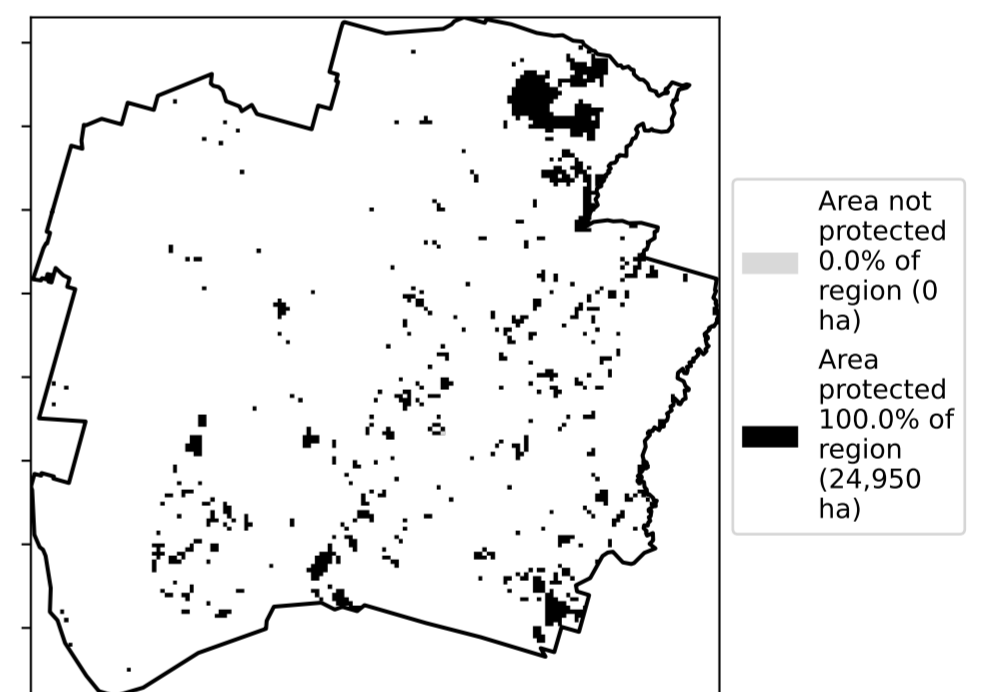 Area not
protected
0.0% of
region (0
ha)
Area
protected
100.0% of
region
(24,950
ha)